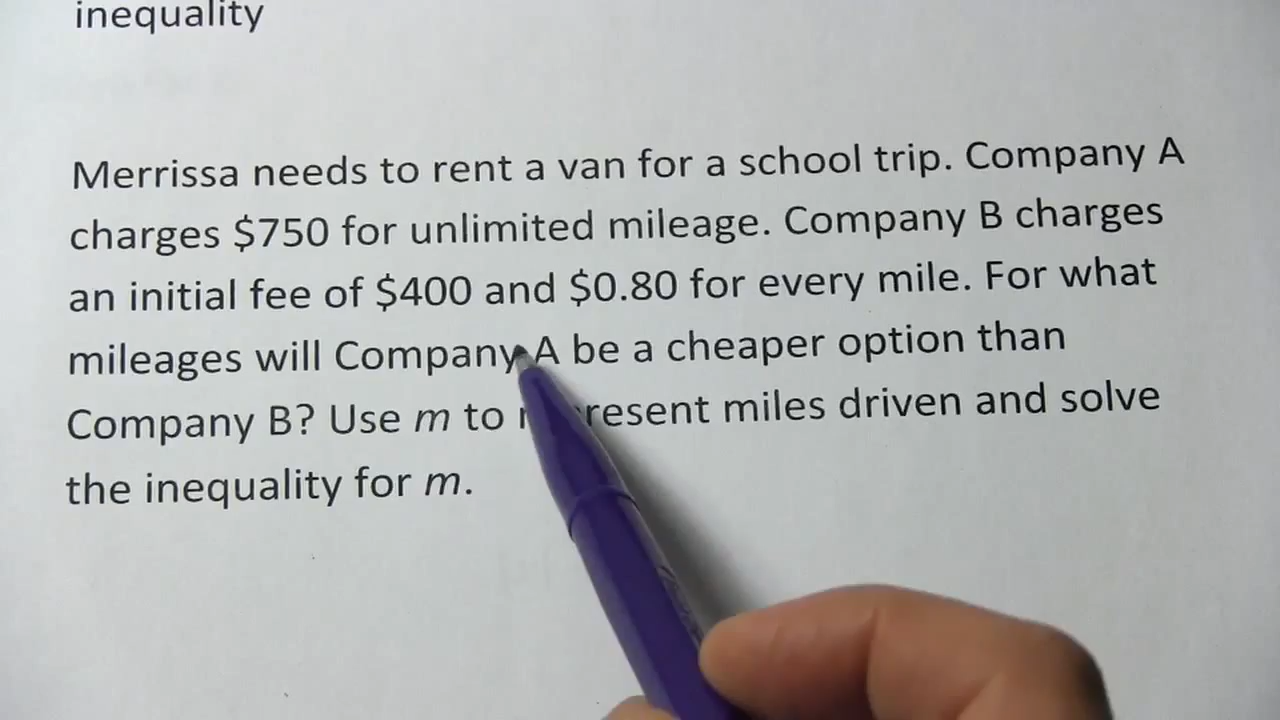 inequality
Merrissa needs to rent a van for a school trip. Company A
charges $750 for unlimited mileage. Company B charges
an initial fee of $400 and $0.80 for every mile. For what
mileages will Company A be a cheaper option than
Company B? Use m to represent miles driven and solve
the inequality for m.